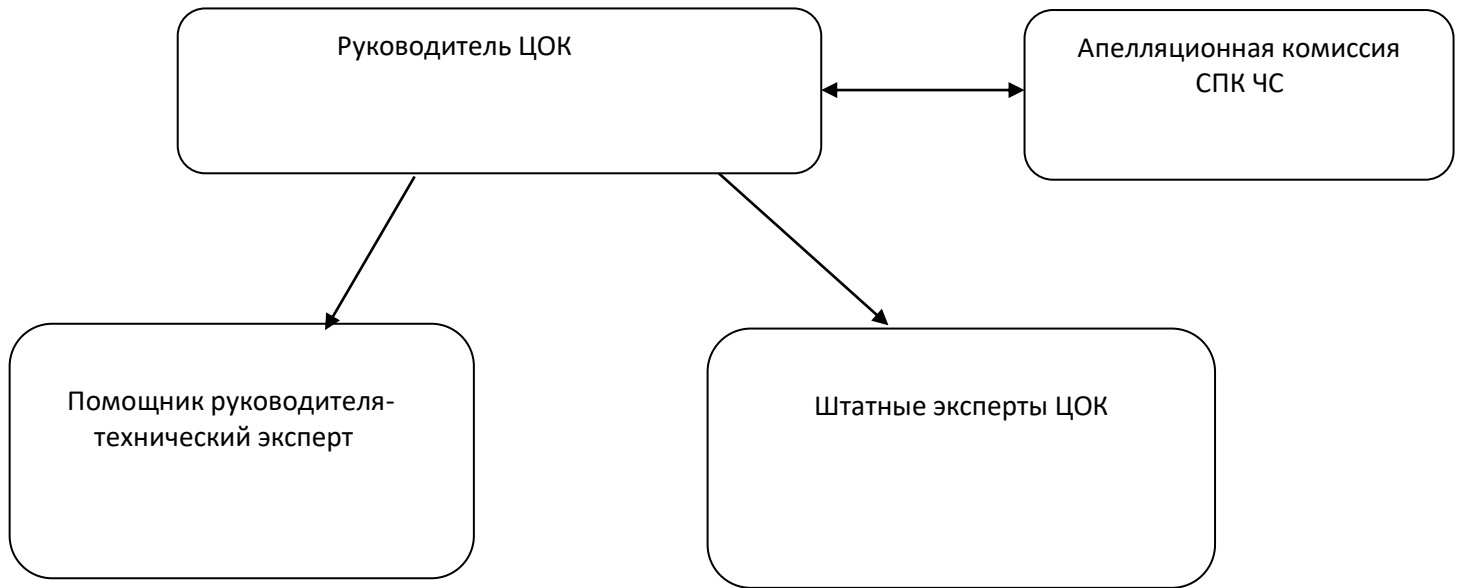 Руководитель ЦОК
Апелляционная комиссия
СПК ЧС
Помощник руководителя-
технический эксперт
Штатные эксперты ЦОК